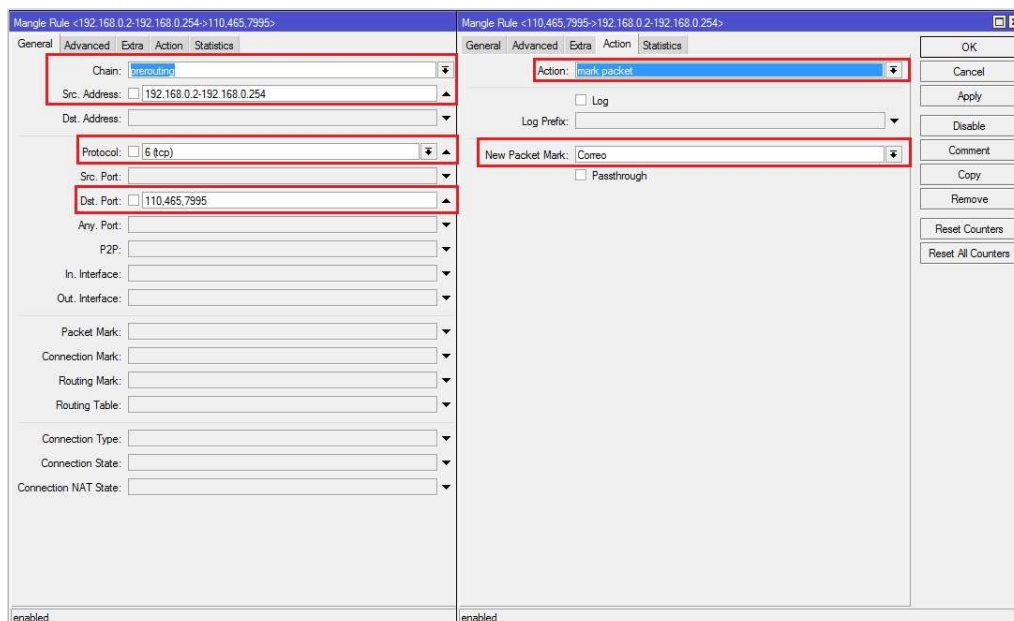 Mangle Rule <192.168.0.2-192.168.0.254->110,465,7995>
General Advanced Extra Action Statistics
Chain: prerouting
Src. Address: 192.168.0.2-192.168.0.254
Dst. Address:
Protocol: 6 (tcp)
Src. Port:
Dst. Port: 110,465,7995
Any. Port:
P2P:
In. Interface:
Out. Interface:
Packet Mark:
Connection Mark:
Routing Mark:
Routing Table:
Connection Type:
Connection State:
Connection NAT State:
enabled
Mangle Rule <110,465,7995->192.168.0.2-192.168.0.254>
General Advanced Extra Action Statistics
Action: mark packet
Log
Log Prefix:
New Packet Mark: Correo
Passthrough
OK
Cancel
Apply
Disable
Comment
Copy
Remove
Reset Counters
Reset All Counters
enabled